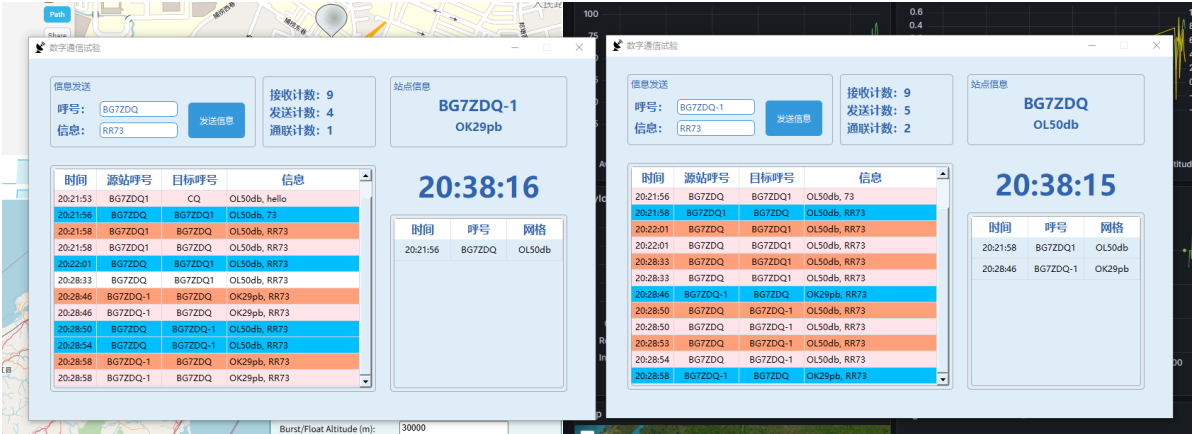 Path
Share
捕房西巷
捕房东巷
人民路
100
75
0.6
0.4
数字通信试验
信息发送
呼号: BG7ZDQ
信息: RR73
发送信息
接收计数: 9
发送计数: 4
通联计数: 1
站点信息
BG7ZDQ-1
OK29pb
时间 源站呼号 目标呼号 信息
20:21:53 BG7ZDQ1 CQ OL50db, hello
20:21:56 BG7ZDQ BG7ZDQ1 OL50db, 73
20:21:58 BG7ZDQ1 BG7ZDQ OL50db, RR73
20:21:58 BG7ZDQ1 BG7ZDQ OL50db, RR73
20:22:01 BG7ZDQ BG7ZDQ1 OL50db, RR73
20:28:33 BG7ZDQ BG7ZDQ1 OL50db, RR73
20:28:46 BG7ZDQ-1 BG7ZDQ OK29pb, RR73
20:28:46 BG7ZDQ-1 BG7ZDQ OK29pb, RR73
20:28:50 BG7ZDQ BG7ZDQ-1 OL50db, RR73
20:28:54 BG7ZDQ BG7ZDQ-1 OL50db, RR73
20:28:58 BG7ZDQ-1 BG7ZDQ OK29pb, RR73
20:28:58 BG7ZDQ-1 BG7ZDQ OK29pb, RR73
20:38:16
时间 呼号 网格
20:21:56 BG7ZDQ OL50db
数字通信试验
信息发送
呼号: BG7ZDQ-1
信息: RR73
发送信息
接收计数: 9
发送计数: 5
通联计数: 2
站点信息
BG7ZDQ
OL50db
时间 源站呼号 目标呼号 信息
20:21:56 BG7ZDQ BG7ZDQ1 OL50db, 73
20:21:58 BG7ZDQ1 BG7ZDQ OL50db, RR73
20:22:01 BG7ZDQ BG7ZDQ1 OL50db, RR73
20:22:01 BG7ZDQ BG7ZDQ1 OL50db, RR73
20:28:33 BG7ZDQ BG7ZDQ1 OL50db, RR73
20:28:33 BG7ZDQ BG7ZDQ1 OL50db, RR73
20:28:46 BG7ZDQ-1 BG7ZDQ OK29pb, RR73
20:28:50 BG7ZDQ BG7ZDQ-1 OL50db, RR73
20:28:50 BG7ZDQ BG7ZDQ-1 OL50db, RR73
20:28:53 BG7ZDQ BG7ZDQ-1 OL50db, RR73
20:28:54 BG7ZDQ BG7ZDQ-1 OL50db, RR73
20:28:58 BG7ZDQ-1 BG7ZDQ OK29pb, RR73
20:38:15
时间 呼号 网格
20:21:58 BG7ZDQ1 OL50db
20:28:46 BG7ZDQ-1 OK29pb
Burst/Float Altitude (m): 30000